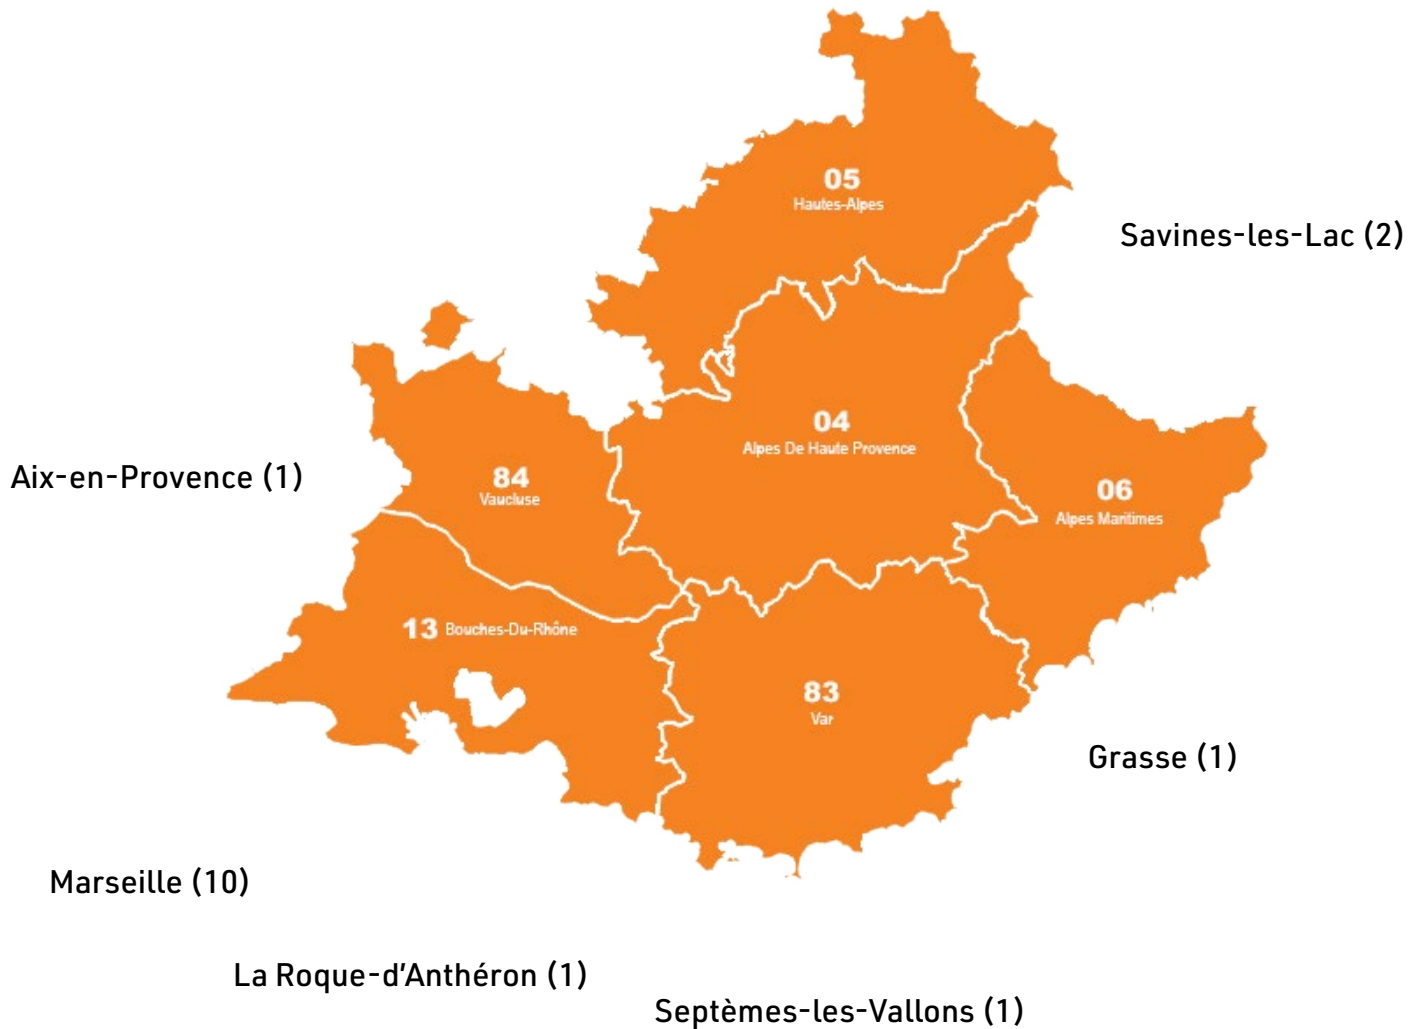 05
Hautes-Alpes
Savines-les-Lac (2)
04
Alpes De Haute Provence
Aix-en-Provence (1)
84
Vaucluse
06
Alpes Maritimes
13 Bouches-Du-Rhône
83
Var
Grasse (1)
Marseille (10)
La Roque-d'Anthéron (1)
Septèmes-les-Vallons (1)